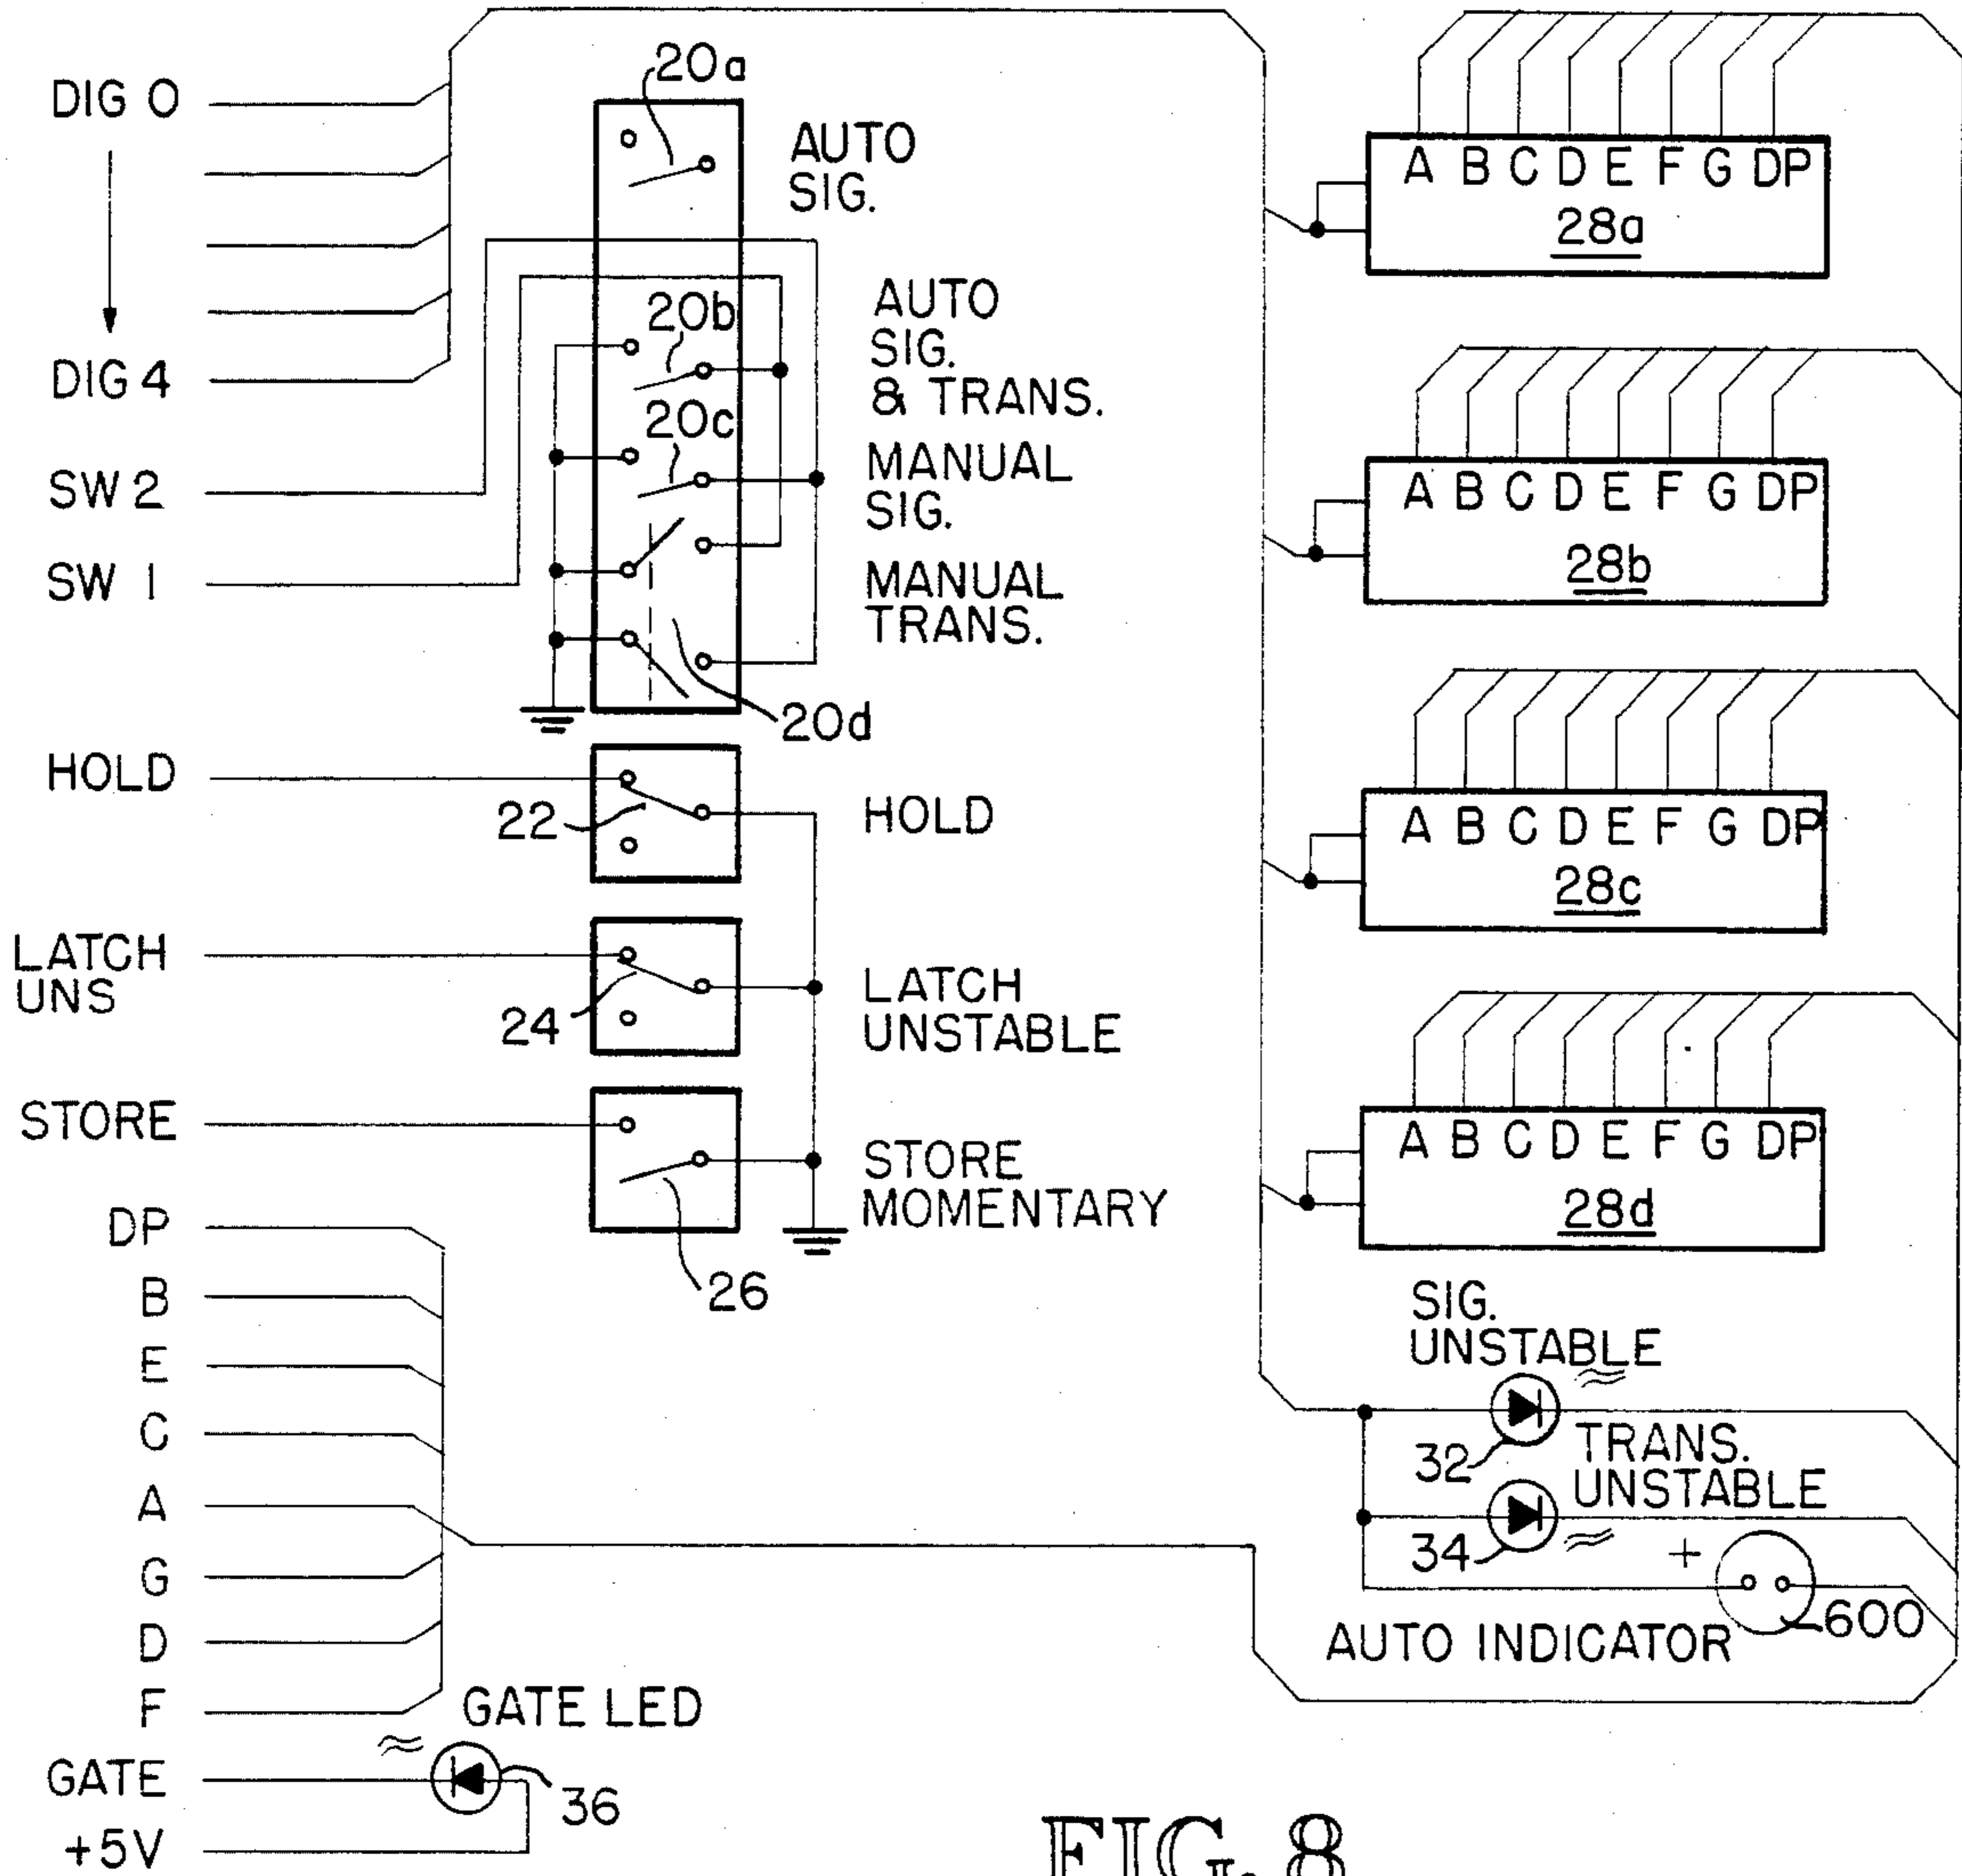 DIG 0
DIG 4
SW 2
SW 1
HOLD
LATCH
UNS
STORE
DP
B
E
C
A
G
D
F
GATE
+5V
20a
AUTO
SIG.
20b
AUTO
SIG.
& TRANS.
20c
MANUAL
SIG.
MANUAL
TRANS.
20d
22
HOLD
24
LATCH
UNSTABLE
26
STORE
MOMENTARY
GATE LED
36
A B C D E F G DP
28a
A B C D E F G DP
28b
A B C D E F G DP
28c
A B C D E F G DP
28d
SIG.
UNSTABLE
32
TRANS.
UNSTABLE
34
+
600
AUTO INDICATOR
FIG. 8